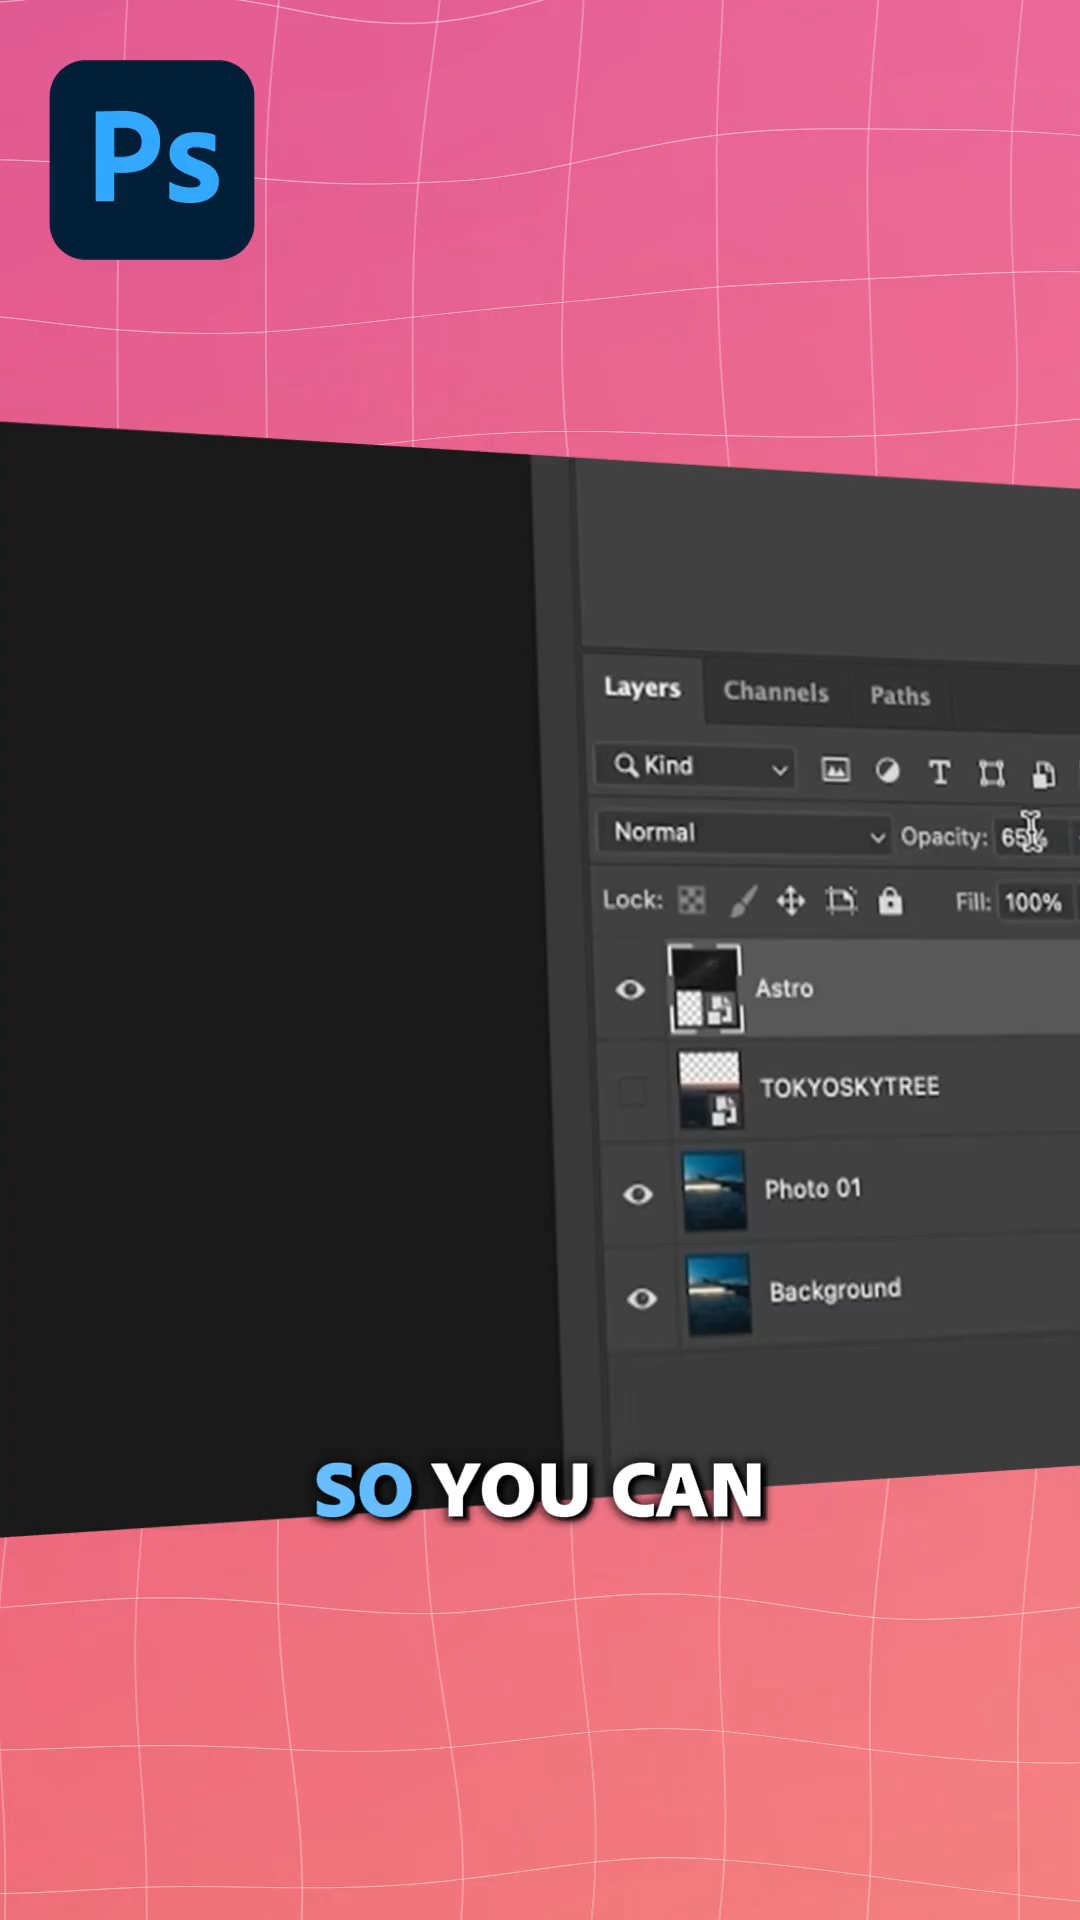 Ps
Layers Channels Paths
Kind
Normal Opacity: 65%
Lock: Fill: 100%
Astro
TOKYOSKYTREE
Photo 01
Background
SO YOU CAN